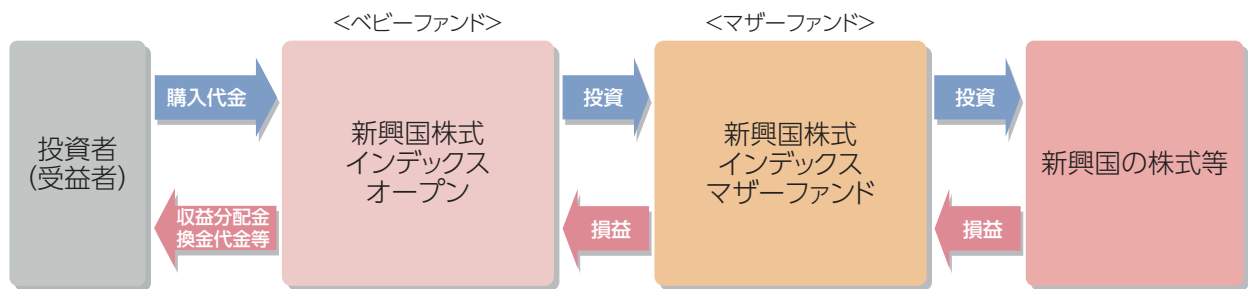 <ベビーファンド>
<マザーファンド>
投資者
(受益者)
購入代金
収益分配金
換金代金等
新興国株式
インデックス
オープン
投資
損益
新興国株式
インデックス
マザーファンド
投資
損益
新興国の株式等